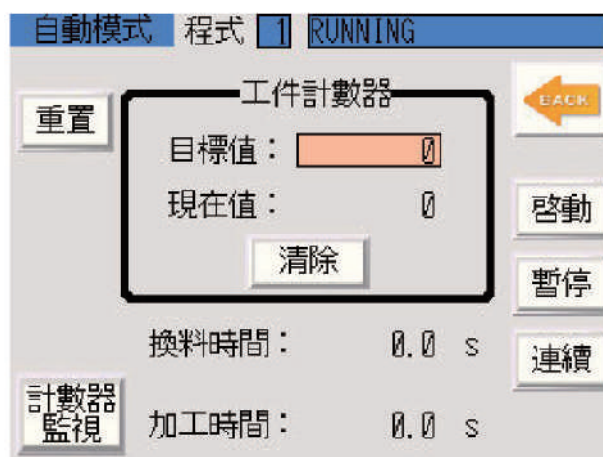 自動模式 程式 1 RUNNING
工件計數器
BACK
重置
目標值： 0
現在值： 0
啓動
清除
暫停
換料時間： 0.0 s
連續
計數器
監視
加工時間： 0.0 s